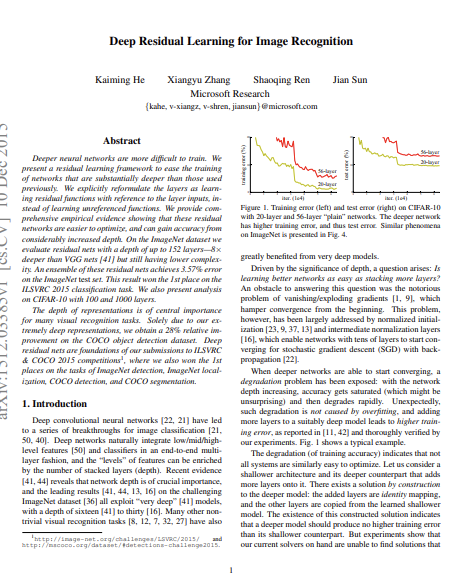 Deep Residual Learning for Image Recognition
Kaiming He Xiangyu Zhang Shaoqing Ren Jian Sun
Microsoft Research
{kahe, v-xiangz, v-shren, jiansun}@microsoft.com
arXiv:1512.03385v1 [cs.CV] 10 Dec 2015
Abstract
Deeper neural networks are more difficult to train. We
present a residual learning framework to ease the training
of networks that are substantially deeper than those used
previously. We explicitly reformulate the layers as learn-
ing residual functions with reference to the layer inputs, in-
stead of learning unreferenced functions. We provide com-
prehensive empirical evidence showing that these residual
networks are easier to optimize, and can gain accuracy from
considerably increased depth. On the ImageNet dataset we
evaluate residual nets with a depth of up to 152 layers—8×
deeper than VGG nets [41] but still having lower complex-
ity. An ensemble of these residual nets achieves 3.57% error
on the ImageNet test set. This result won the 1st place on the
ILSVRC 2015 classification task. We also present analysis
on CIFAR-10 with 100 and 1000 layers.
The depth of representations is of central importance
for many visual recognition tasks. Solely due to our ex-
tremely deep representations, we obtain a 28% relative im-
provement on the COCO object detection dataset. Deep
residual nets are foundations of our submissions to ILSVRC
& COCO 2015 competitions1, where we also won the 1st
places on the tasks of ImageNet detection, ImageNet local-
ization, COCO detection, and COCO segmentation.
1. Introduction
Deep convolutional neural networks [22, 21] have led
to a series of breakthroughs for image classification [21,
50, 40]. Deep networks naturally integrate low/mid/high-
level features [50] and classifiers in an end-to-end multi-
layer fashion, and the "levels" of features can be enriched
by the number of stacked layers (depth). Recent evidence
[41, 44] reveals that network depth is of crucial importance,
and the leading results [41, 44, 13, 16] on the challenging
ImageNet dataset [36] all exploit "very deep" [41] models,
with a depth of sixteen [41] to thirty [16]. Many other non-
trivial visual recognition tasks [8, 12, 7, 32, 27] have also
1http://image-net.org/challenges/LSVRC/2015/ and
http://mscoco.org/dataset/#detections-challenge2015.
training error (%)
56-layer
20-layer
iter. (1e4)
test error (%)
56-layer
20-layer
iter. (1e4)
Figure 1. Training error (left) and test error (right) on CIFAR-10
with 20-layer and 56-layer "plain" networks. The deeper network
has higher training error, and thus test error. Similar phenomena
on ImageNet is presented in Fig. 4.
greatly benefited from very deep models.
Driven by the significance of depth, a question arises: Is
learning better networks as easy as stacking more layers?
An obstacle to answering this question was the notorious
problem of vanishing/exploding gradients [1, 9], which
hamper convergence from the beginning. This problem,
however, has been largely addressed by normalized initial-
ization [23, 9, 37, 13] and intermediate normalization layers
[16], which enable networks with tens of layers to start con-
verging for stochastic gradient descent (SGD) with back-
propagation [22].
When deeper networks are able to start converging, a
degradation problem has been exposed: with the network
depth increasing, accuracy gets saturated (which might be
unsurprising) and then degrades rapidly. Unexpectedly,
such degradation is not caused by overfitting, and adding
more layers to a suitably deep model leads to higher train-
ing error, as reported in [11, 42] and thoroughly verified by
our experiments. Fig. 1 shows a typical example.
The degradation (of training accuracy) indicates that not
all systems are similarly easy to optimize. Let us consider a
shallower architecture and its deeper counterpart that adds
more layers onto it. There exists a solution by construction
to the deeper model: the added layers are identity mapping,
and the other layers are copied from the learned shallower
model. The existence of this constructed solution indicates
that a deeper model should produce no higher training error
than its shallower counterpart. But experiments show that
our current solvers on hand are unable to find solutions that
1